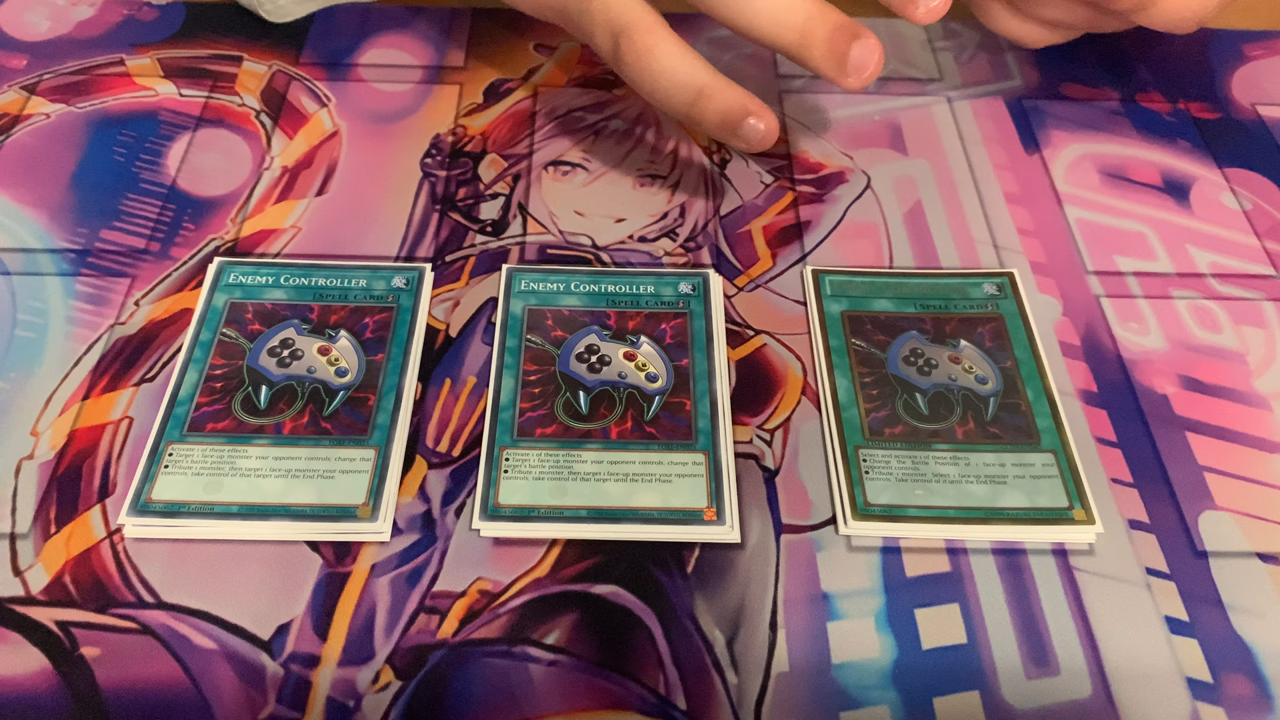 ENEMY CONTROLLER
[SPELL CARD]
Activate 1 of these effects
● Target 1 face-up monster your opponent controls; change that
target's battle position.
● Tribute 1 monster, then target 1 face-up monster your opponent
controls; take control of that target until the End Phase.
1st Edition
ENEMY CONTROLLER
[SPELL CARD]
Activate 1 of these effects
● Target 1 face-up monster your opponent controls; change that
target's battle position.
● Tribute 1 monster, then target 1 face-up monster your opponent
controls; take control of that target until the End Phase.
1st Edition
[SPELL CARD]
LIMITED EDITION
Select and activate 1 of these effects
● Change the Battle Position of 1 face-up monster your
opponent controls.
● Tribute 1 monster. Select 1 face-up monster your opponent
controls. Take control of it until the End Phase.